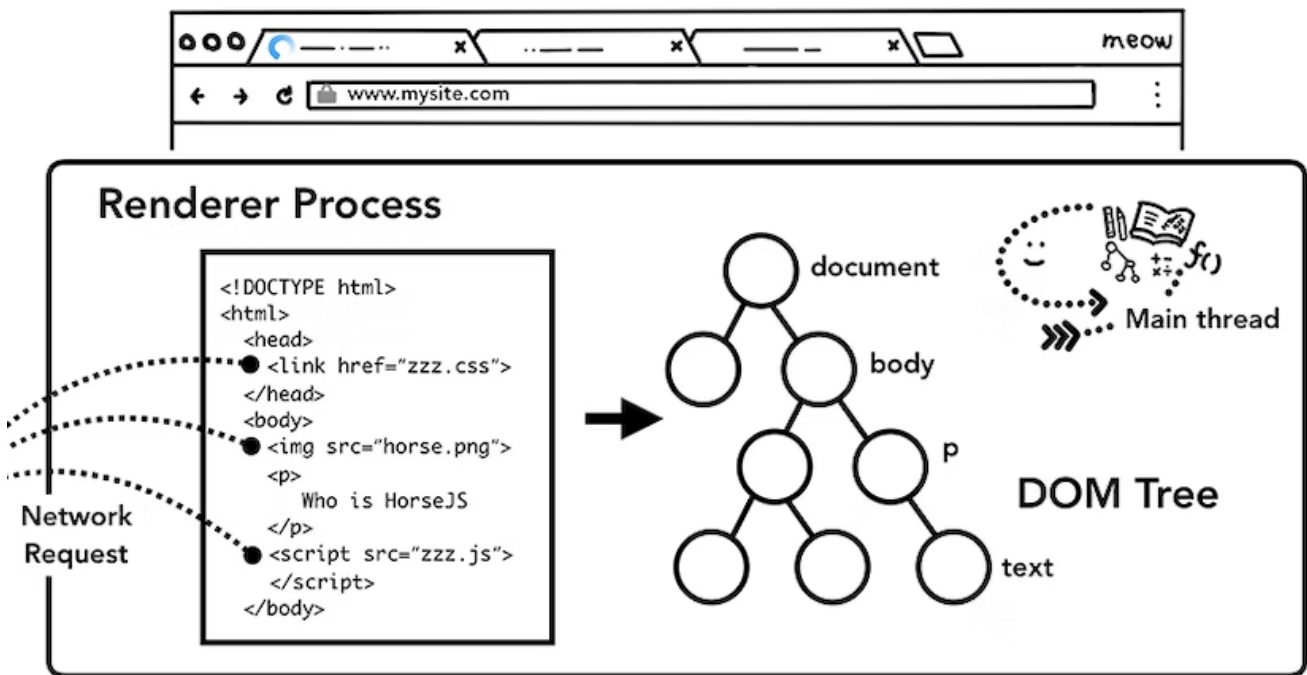 meow
www.mysite.com
Renderer Process
<!DOCTYPE html>
<html>
<head>
<link href="zzz.css">
</head>
<body>
<img src="horse.png">
<p>
Who is HorseJS
</p>
<script src="zzz.js">
</script>
</body>
Network
Request
document
body
p
text
DOM Tree
f()
+-
×÷
Main thread